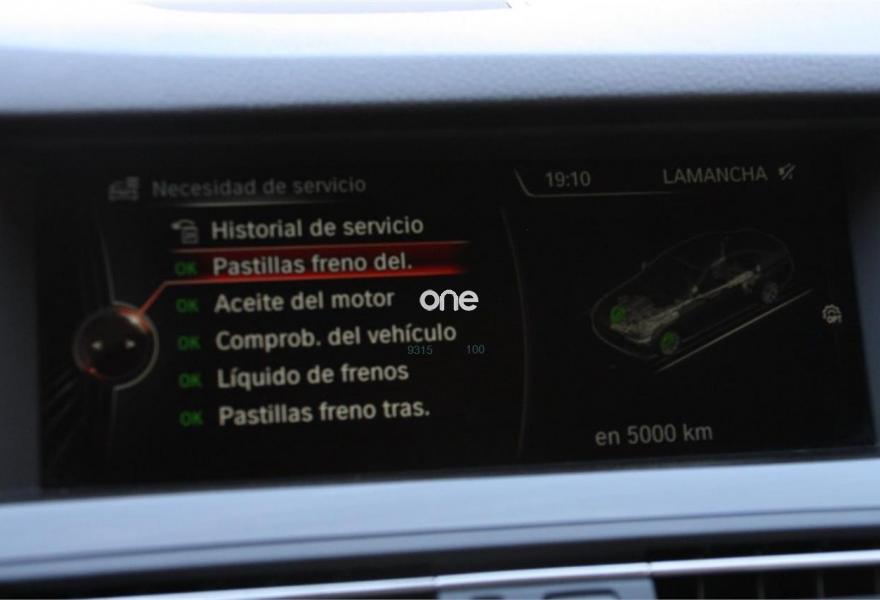 Necesidad de servicio
19:10 LAMANCHA
Historial de servicio
OK Pastillas freno del.
OK Aceite del motor
one
OK Comprob. del vehículo
9315 100
OK Líquido de frenos
OK Pastillas freno tras.
en 5000 km